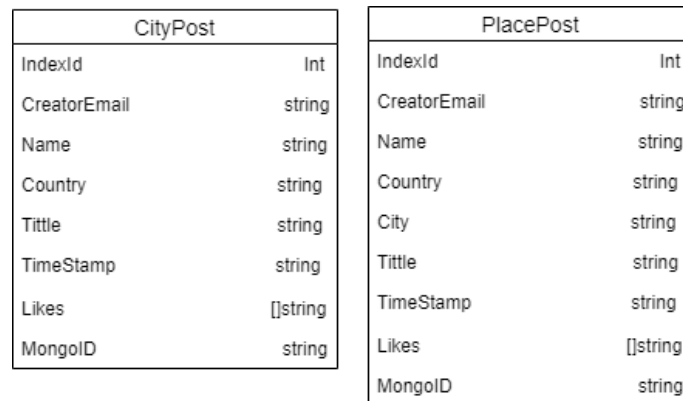 CityPost
IndexId Int
CreatorEmail string
Name string
Country string
Tittle string
TimeStamp string
Likes []string
MongoID string
PlacePost
IndexId Int
CreatorEmail string
Name string
Country string
City string
Tittle string
TimeStamp string
Likes []string
MongoID string